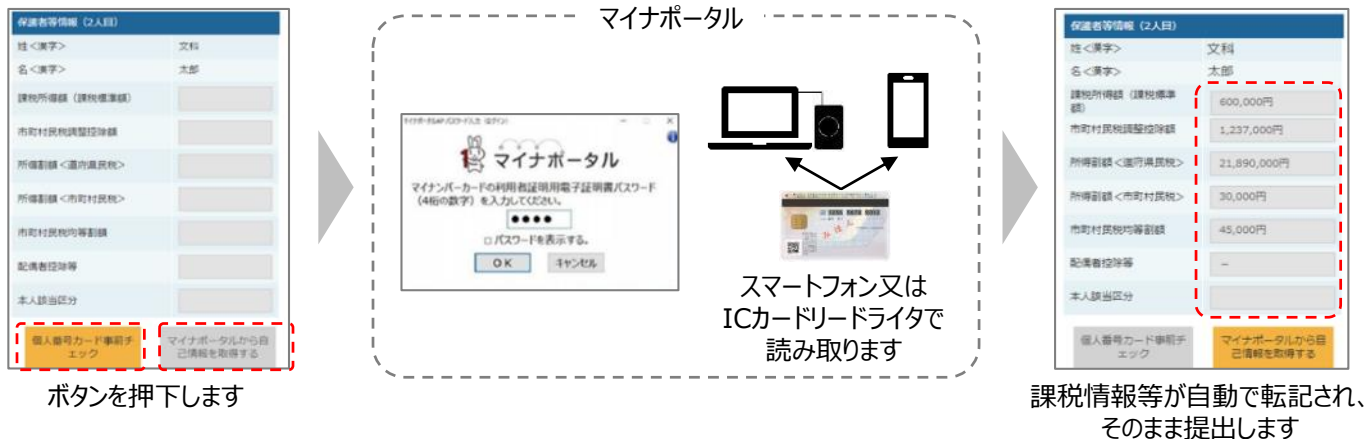 保護者等情報（2人目）
姓<漢字> 文科
名<漢字> 太郎
課税所得額（課税標準額）
市町村民税調整控除額
所得割額<道府県民税>
所得割額<市町村民税>
市町村民税均等割額
配偶者控除等
本人該当区分
個人番号カード事前チ
ェック
マイナポータルから自
己情報を取得する
ボタンを押下します
マイナポータル
マイナポータル
マイナンバーカードの利用者証明用電子証明書パスワード
（4桁の数字）を入力してください。
●●●●
□パスワードを表示する。
OK キャンセル
みほん
スマートフォン又は
ICカードリードライタで
読み取ります
保護者等情報（2人目）
姓<漢字> 文科
名<漢字> 太郎
課税所得額（課税標準
額）
600,000円
市町村民税調整控除額 1,237,000円
所得割額<道府県民税> 21,890,000円
所得割額<市町村民税> 30,000円
市町村民税均等割額 45,000円
配偶者控除等 －
本人該当区分
個人番号カード事前チ
ェック
マイナポータルから自
己情報を取得する
課税情報等が自動で転記され、
そのまま提出します